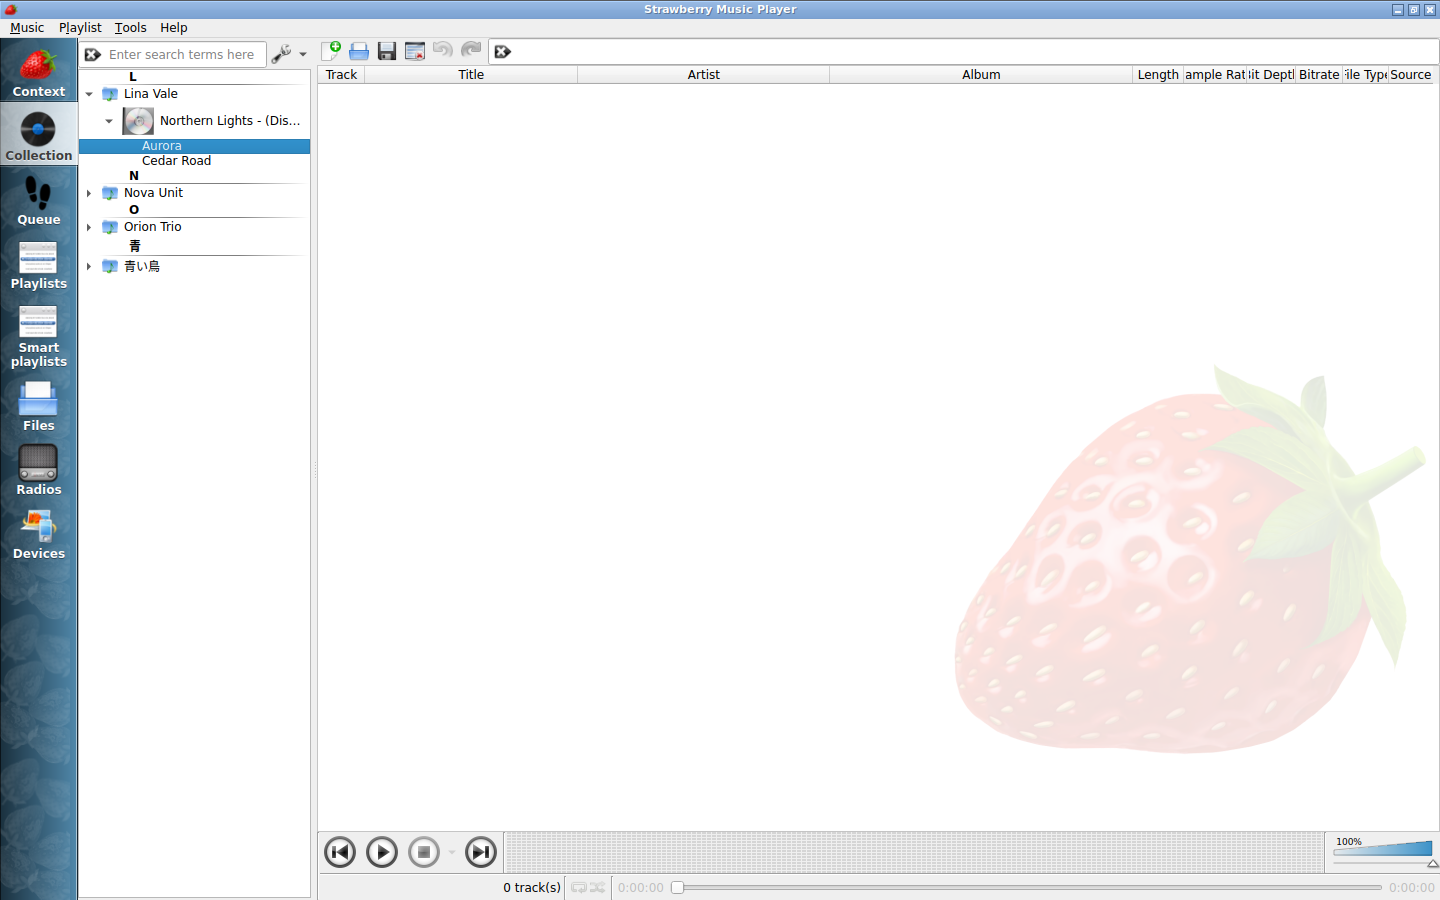 Strawberry Music Player
Music Playlist Tools Help
Context
Collection
Queue
Playlists
Smart
playlists
Files
Radios
Devices
Enter search terms here
L
Lina Vale
Northern Lights - (Dis...
Aurora
Cedar Road
N
Nova Unit
O
Orion Trio
青
青い鳥
Track Title Artist Album Length ample Rat it Dept Bitrate ile Type Source
100%
0 track(s) 0:00:00 0:00:00